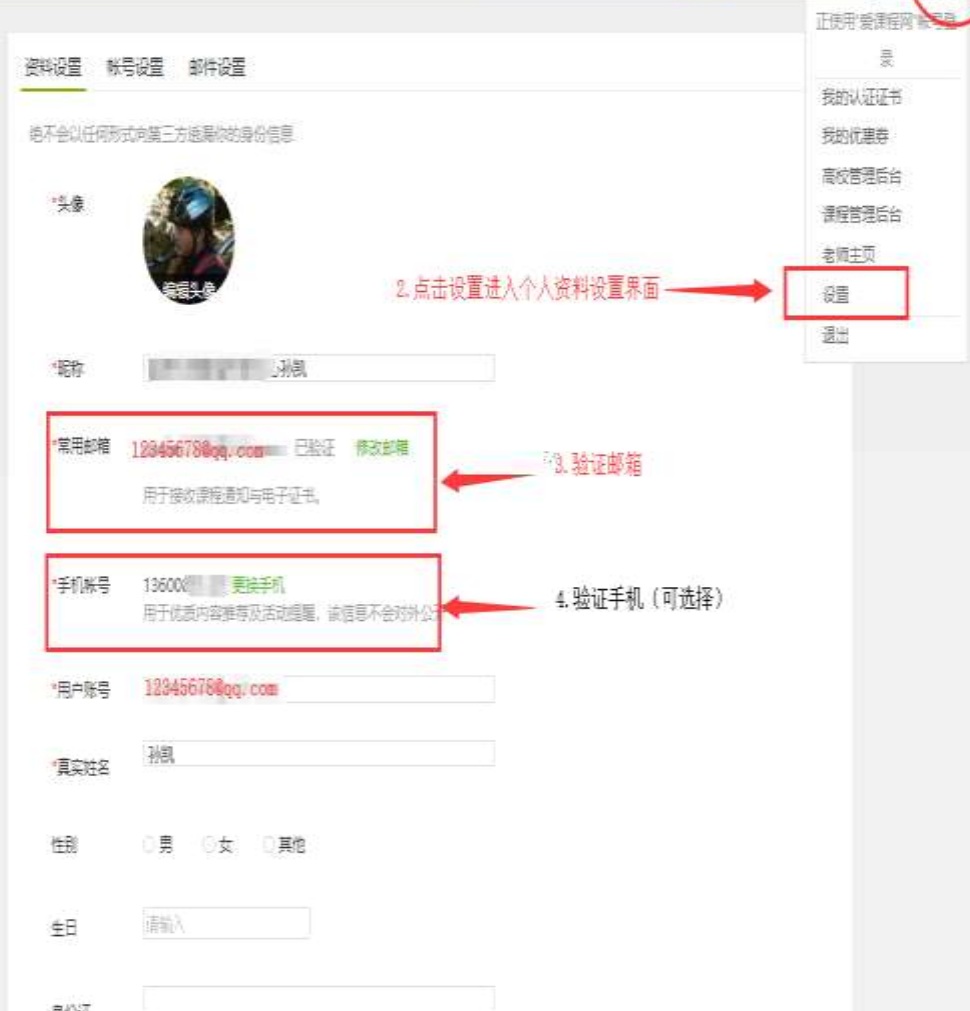 正使用"爱课程网"帐号登
录
资料设置 帐号设置 邮件设置
我的认证证书
绝不会以任何形式向第三方泄漏你的身份信息
我的优惠券
高校管理后台
*头像
课程管理后台
老师主页
编辑头像
2.点击设置进入个人资料设置界面
设置
退出
*昵称 孙凯
*常用邮箱 12345678@qq.com 已验证 修改邮箱
3.验证邮箱
用于接收课程通知与电子证书。
*手机帐号 136008 更换手机
4.验证手机（可选择）
用于优质内容推荐及活动提醒，该信息不会对外公
*用户账号 12345678@qq.com
*真实姓名 孙凯
性别 男 女 其他
生日 请输入